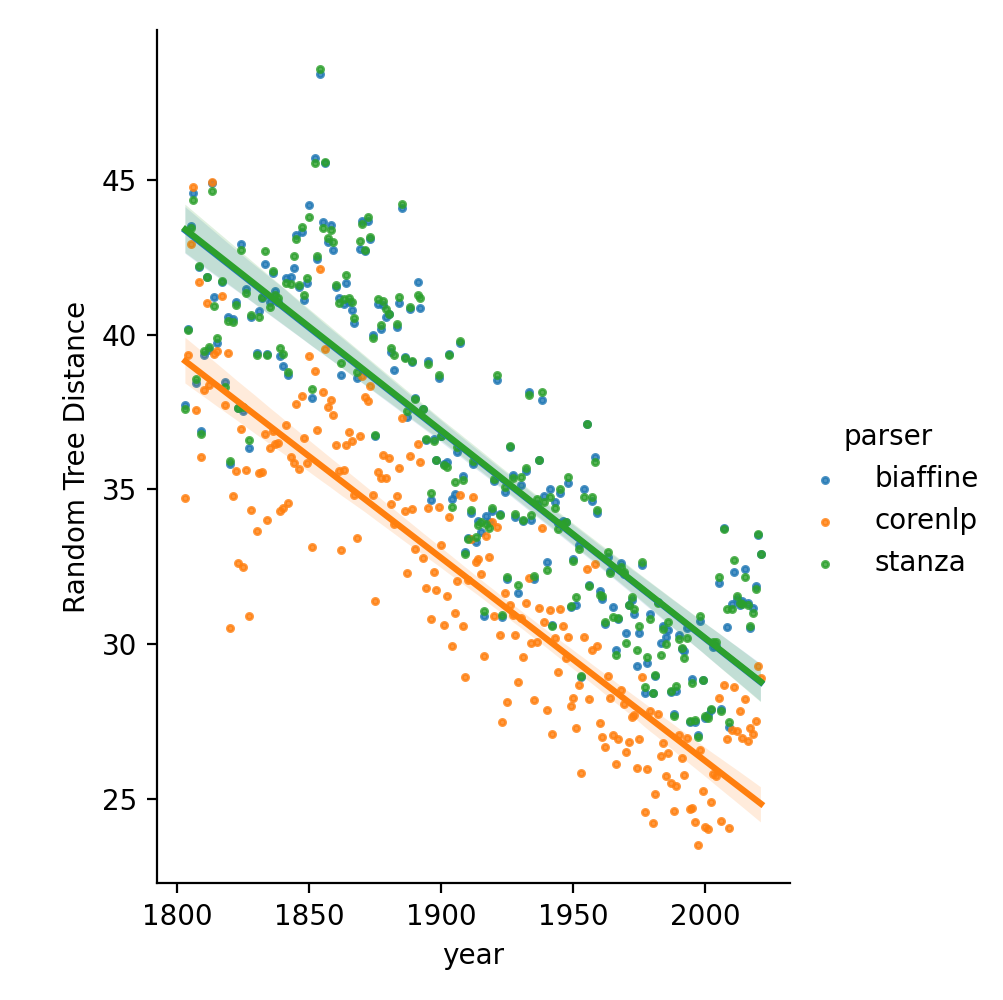 45
40
35
30
25
Random Tree Distance
1800 1850 1900 1950 2000
year
parser
biaffine
corenlp
stanza